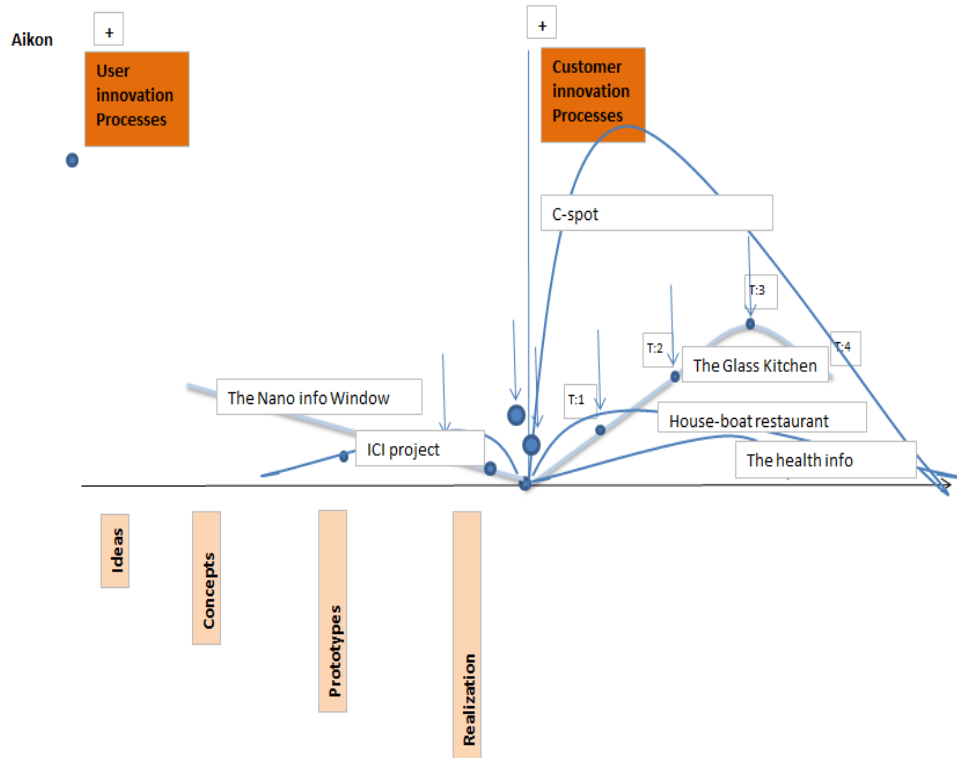 +
+
Aikon
User
innovation
Processes
Customer
innovation
Processes
C-spot
T:3
T:2
T:4
The Glass Kitchen
The Nano info Window
T:1
House-boat restaurant
ICI project
The health info
Ideas
Concepts
Prototypes
Realization